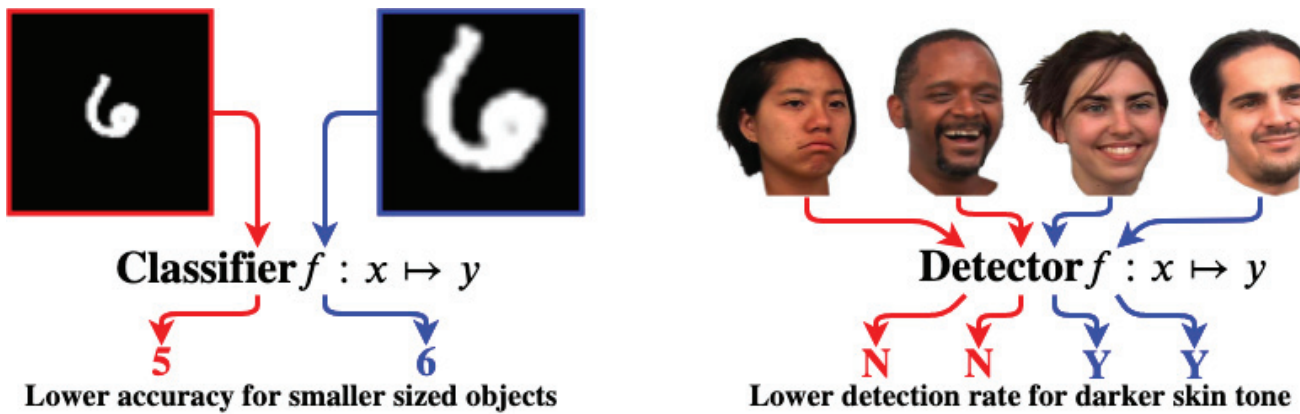 Classifier f : x ↦ y
5 6
Lower accuracy for smaller sized objects
Detector f : x ↦ y
N N Y Y
Lower detection rate for darker skin tone